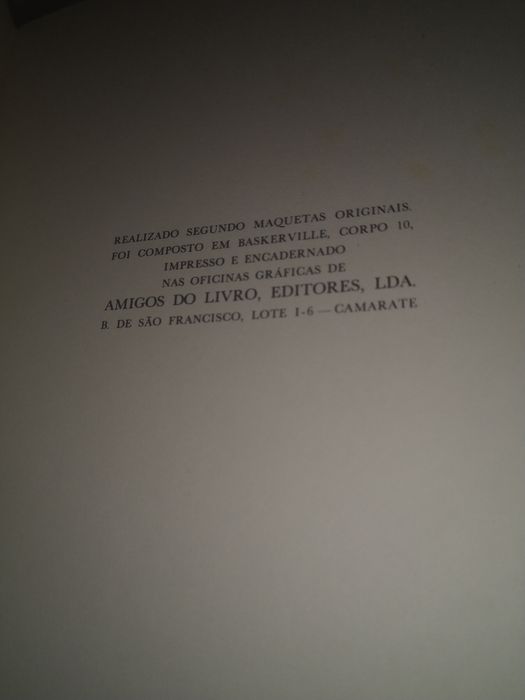 REALIZADO SEGUNDO MAQUETAS ORIGINAIS.
FOI COMPOSTO EM BASKERVILLE, CORPO 10,
IMPRESSO E ENCADERNADO
NAS OFICINAS GRÁFICAS DE
AMIGOS DO LIVRO, EDITORES, LDA.
B. DE SÃO FRANCISCO, LOTE 1-6 — CAMARATE